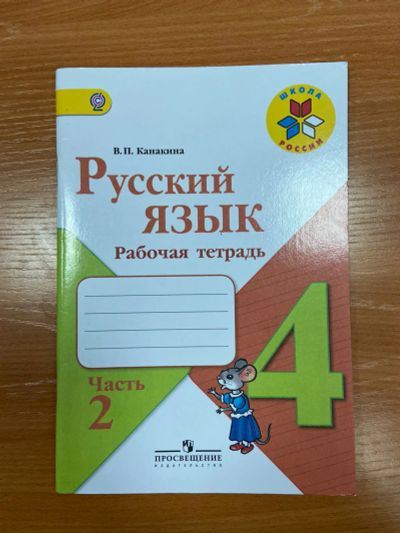 ШКОЛА
РОССИИ
В.П. Канакина
Русский
язык
Рабочая тетрадь
4
Часть
2
ПРОСВЕЩЕНИЕ
ИЗДАТЕЛЬСТВО